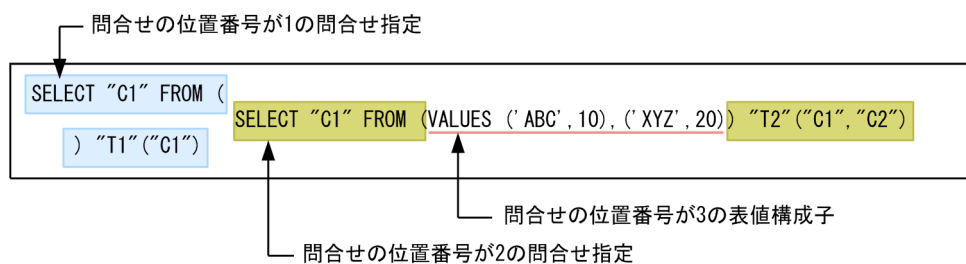 問合せの位置番号が1の問合せ指定
SELECT "C1" FROM (
SELECT "C1" FROM (VALUES ('ABC',10),('XYZ',20)) "T2"("C1","C2")
) "T1"("C1")
問合せの位置番号が3の表値構成子
問合せの位置番号が2の問合せ指定